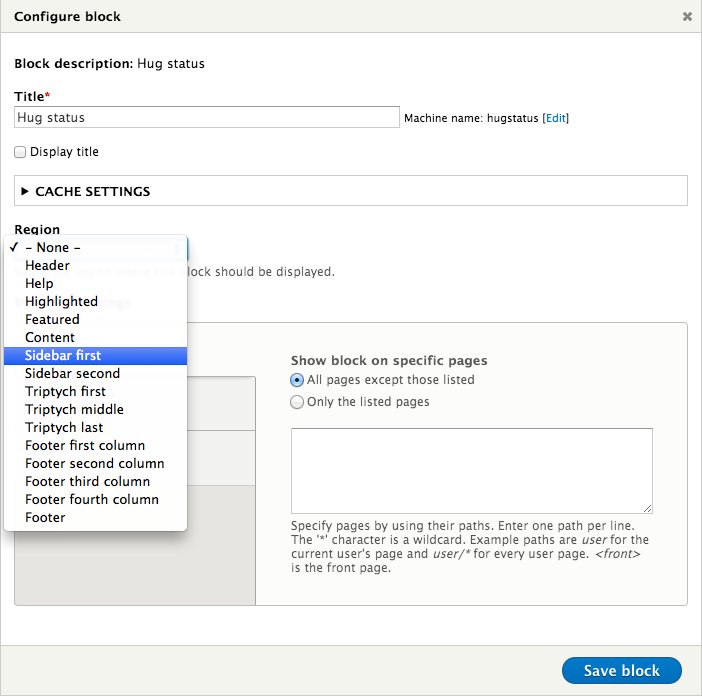 Configure block
Block description: Hug status
Title*
Hug status
Machine name: hugstatus [Edit]
Display title
CACHE SETTINGS
Region
- None -
Header
lock should be displayed.
Help
Highlighted
Featured
Content
Sidebar first
Sidebar second
Triptych first
Triptych middle
Triptych last
Footer first column
Footer second column
Footer third column
Footer fourth column
Footer
Show block on specific pages
All pages except those listed
Only the listed pages
Specify pages by using their paths. Enter one path per line.
The '*' character is a wildcard. Example paths are user for the
current user's page and user/* for every user page. <front>
is the front page.
Save block